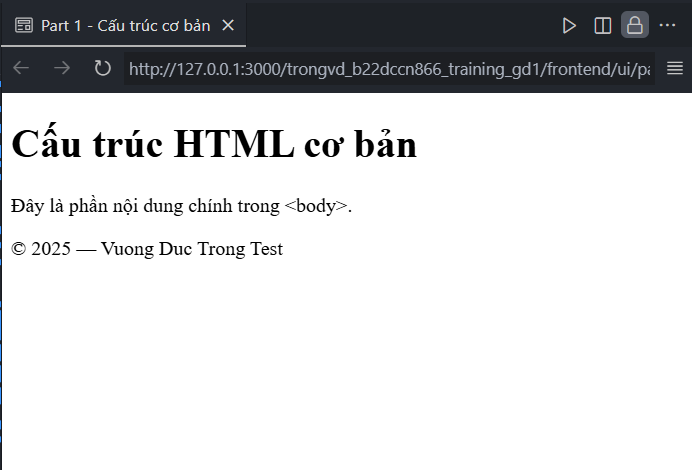 Part 1 - Cấu trúc cơ bản
http://127.0.0.1:3000/trongvd_b22dccn866_training_gd1/frontend/ui/pa
Cấu trúc HTML cơ bản
Đây là phần nội dung chính trong <body>.
© 2025 — Vuong Duc Trong Test